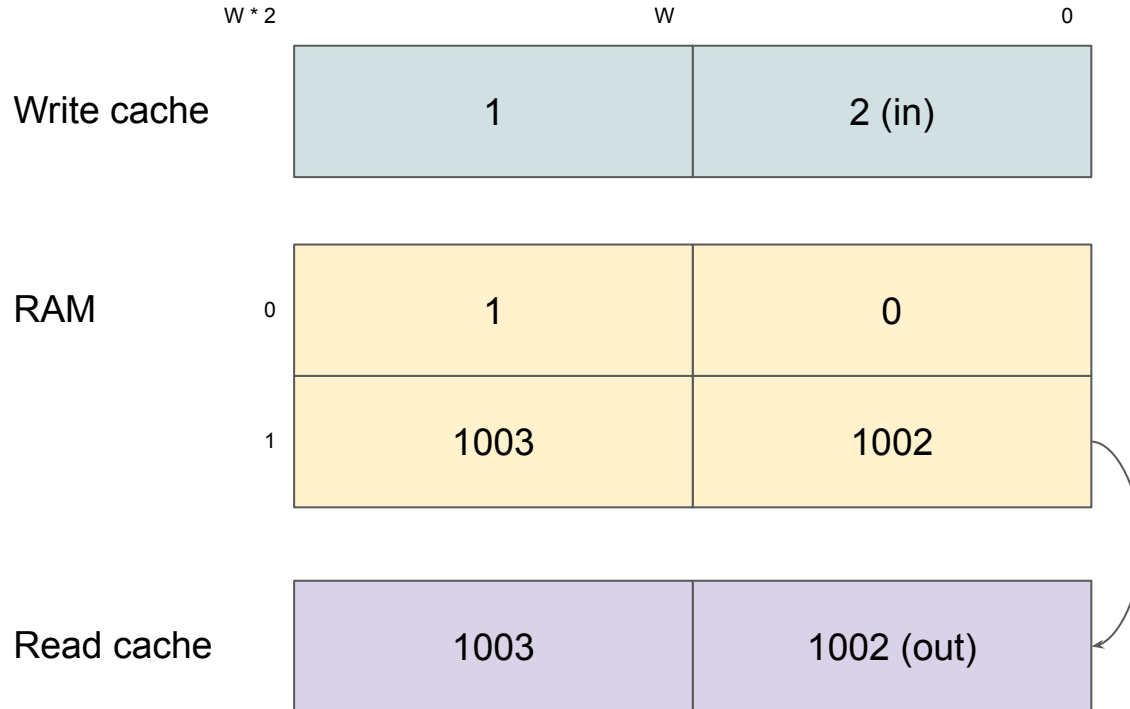 W * 2 W 0
Write cache 1 2 (in)
RAM 0 1 0
1 1003 1002
Read cache 1003 1002 (out)